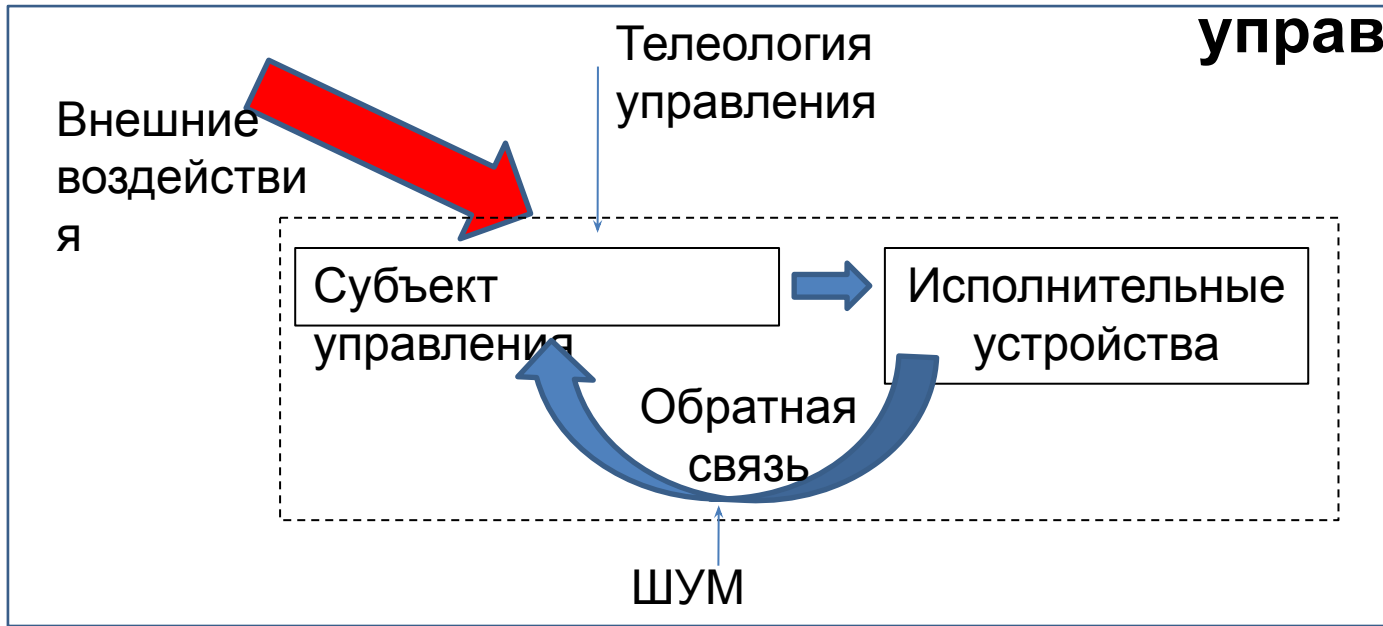 управ
Телеология
управления
Внешние
воздействи
я
Субъект
управления
Исполнительные
устройства
Обратная
связь
ШУМ